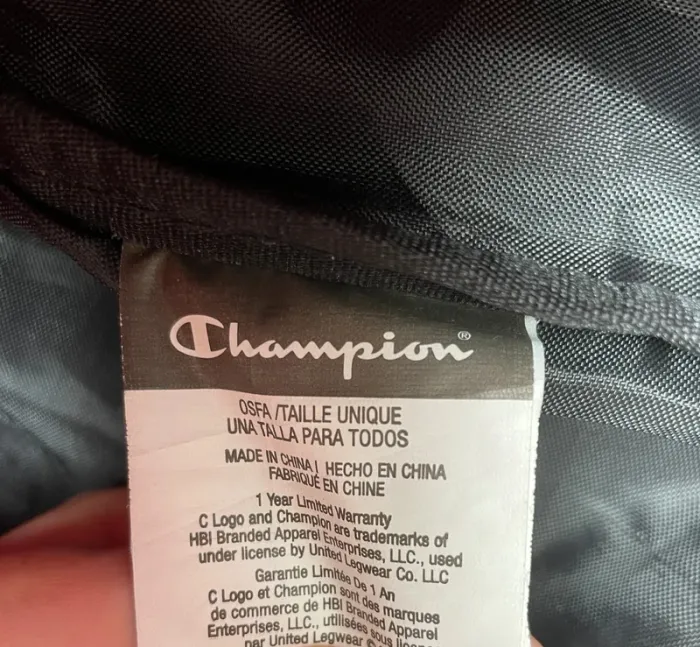 Champion®
OSFA /TAILLE UNIQUE
UNA TALLA PARA TODOS
MADE IN CHINA | HECHO EN CHINA
FABRIQUÉ EN CHINE
1 Year Limited Warranty
C Logo and Champion are trademarks of
HBI Branded Apparel Enterprises, LLC., used
under license by United Legwear Co. LLC
Garantie Limitée De 1 An
C Logo et Champion sont des marques
de commerce de HBI Branded Apparel
Enterprises, LLC., utilisées sous
par United Legwear